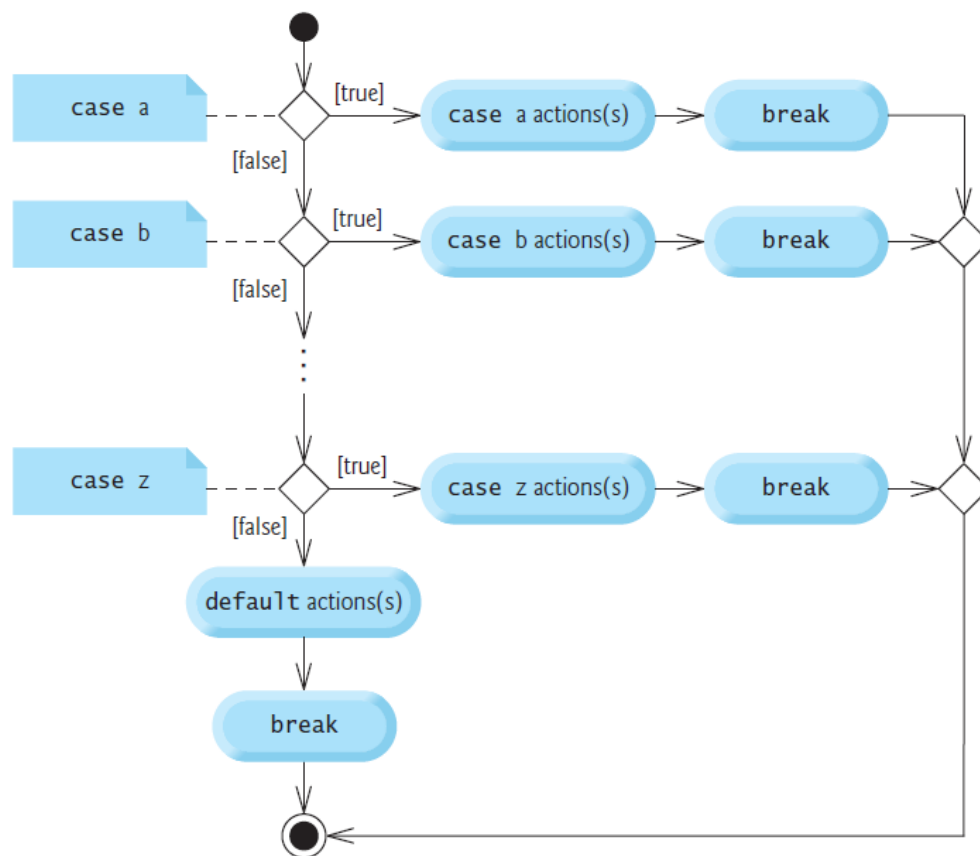 case a
[true]
case a actions(s)
break
[false]
case b
[true]
case b actions(s)
break
[false]
case z
[true]
case z actions(s)
break
[false]
default actions(s)
break